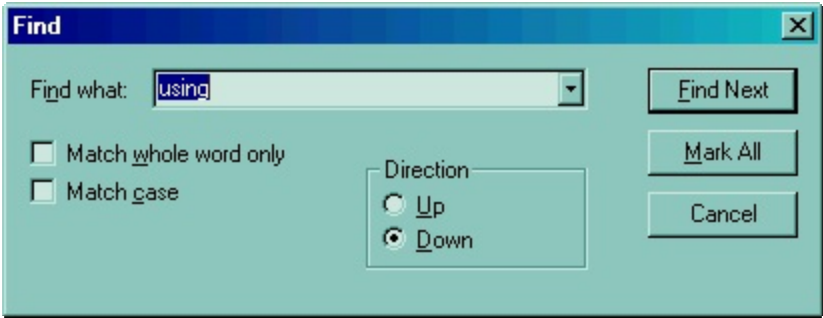 Find
Find what: using
Find Next
Match whole word only
Mark All
Match case
Direction
Up
Cancel
Down